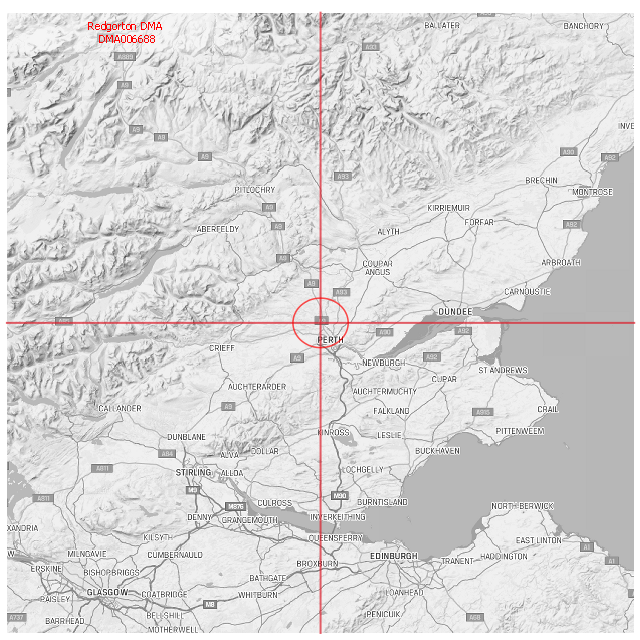 Redgorton DMA
DMA006688
BALLATER
BANCHORY
A93
A889
A9
A9
A9
INVE
A90
A92
A9
A93
BRECHIN
PITLOCHRY
MONTROSE
A9
KIRRIEMUIR
FORFAR
A9
A92
ABERFELDY
ALYTH
A9
COUPAR
ANGUS
ARBROATH
A9
A93
CARNOUSTIE
DUNDEE
A90
A92
PERTH
CRIEFF
A9
NEWBURGH
A92
ST ANDREWS
CUPAR
AUCHTERARDER
AUCHTERMUCHTY
CALLANDER
A9
FALKLAND
A915
CRAIL
DUNBLANE
KINROSS
LESLIE
PITTENWEEM
ALVA
DOLLAR
BUCKHAVEN
A84
A811
STIRLING
ALLOA
LOCHGELLY
M9
M90
A811
CULROSS
BURNTISLAND
M876
NORTH BERWICK
DENNY
GRANGEMOUTH
INVERKEITHING
XANDRIA
KILSYTH
QUEENSFERRY
EAST LINTON
A1
W
MILNGAVIE
CUMBERNAULD
EDINBURGH
HADDINGTON
A1
ERSKINE
BISHOPBRIGGS
BROXBURN
TRANENT
BATHGATE
GLASGOW
COATBRIDGE
WHITBURN
LOANHEAD
PAISLEY
M8
A737
BARRHEAD
BELLSHILL
PENICUIK
A68
MOTHERWELL